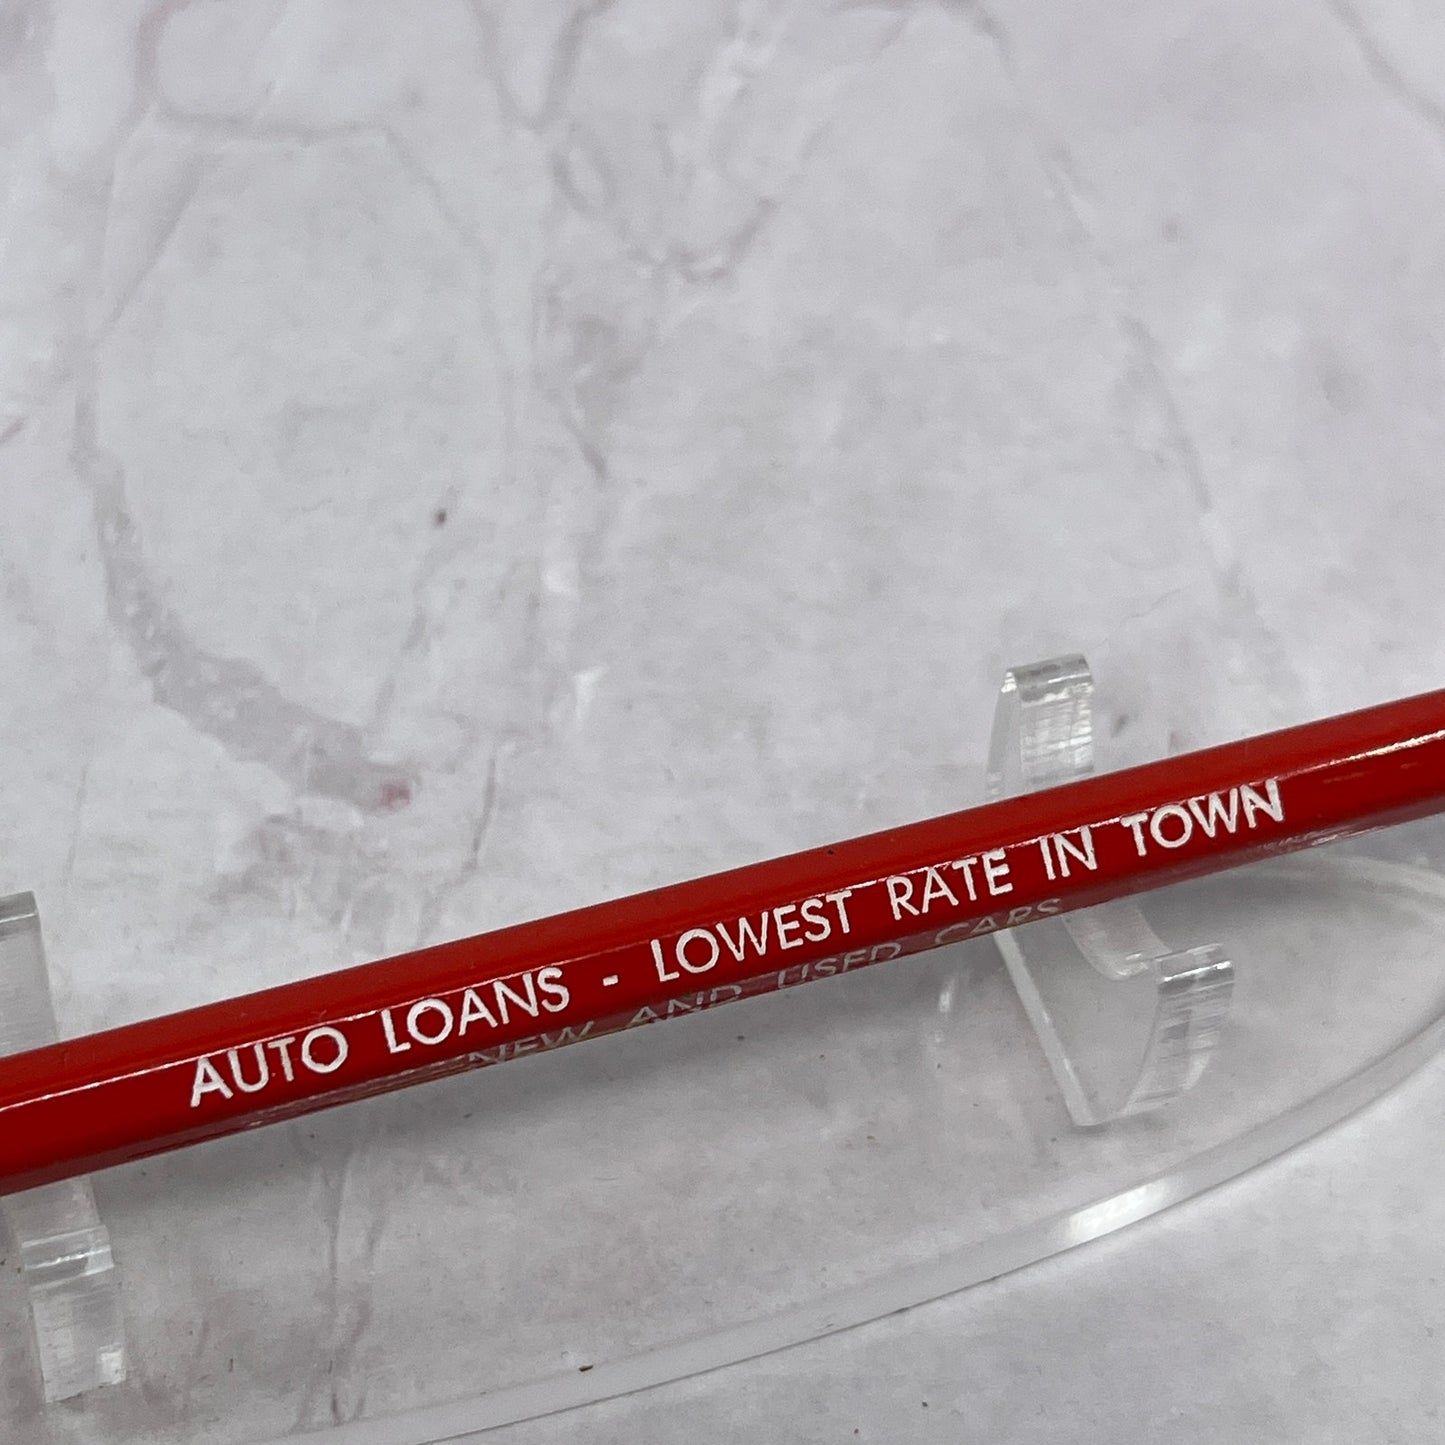 AUTO LOANS - LOWEST RATE IN TOWN
NEW AND USED CARS